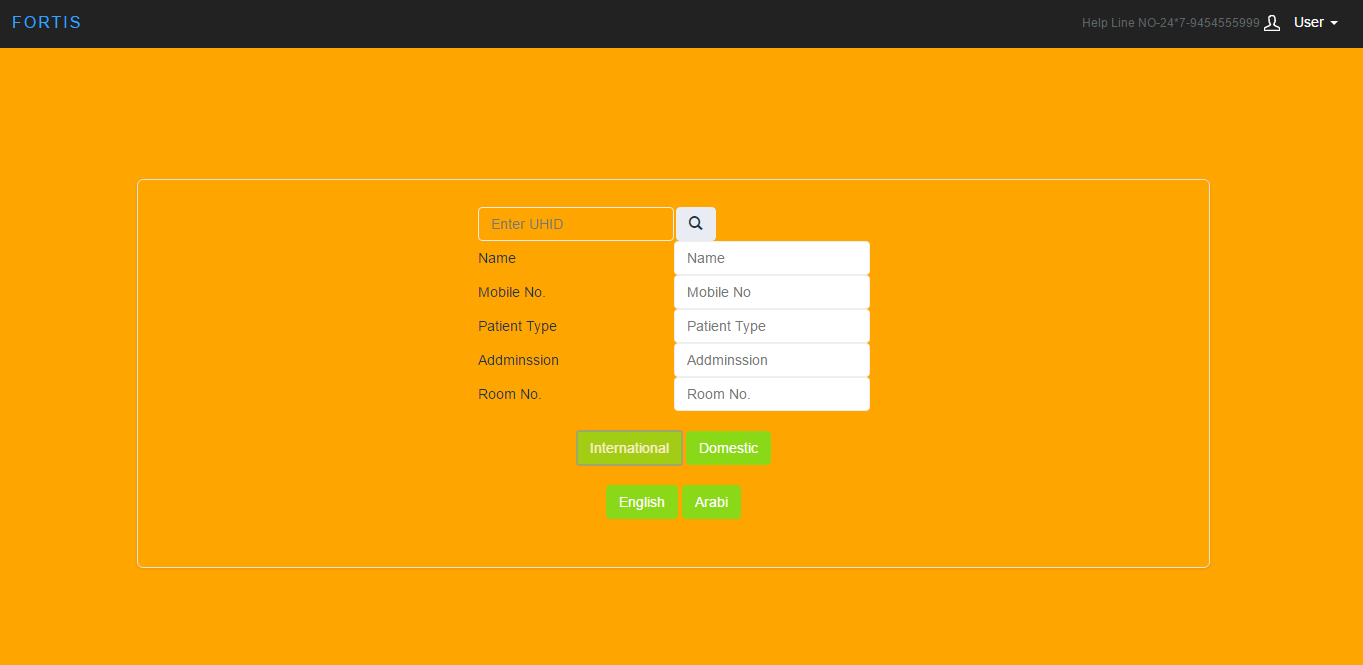 FORTIS
Help Line NO-24*7-9454555999 User
Enter UHID
Name Name
Mobile No. Mobile No
Patient Type Patient Type
Addminssion Addminssion
Room No. Room No.
International Domestic
English Arabi